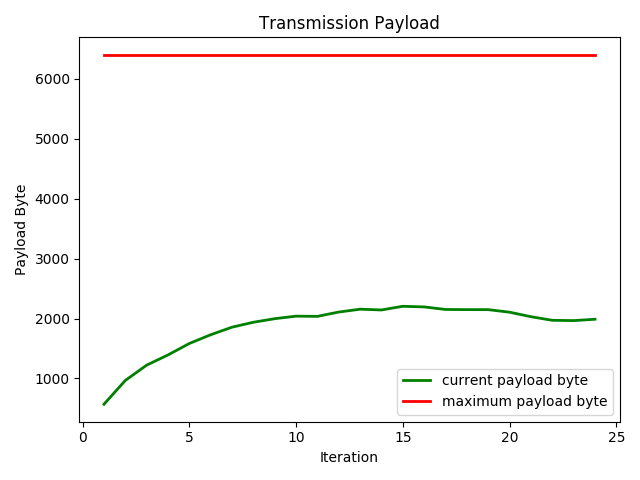 Transmission Payload
6000
5000
4000
3000
2000
1000
Payload Byte
0 5 10 15 20 25
Iteration
current payload byte
maximum payload byte